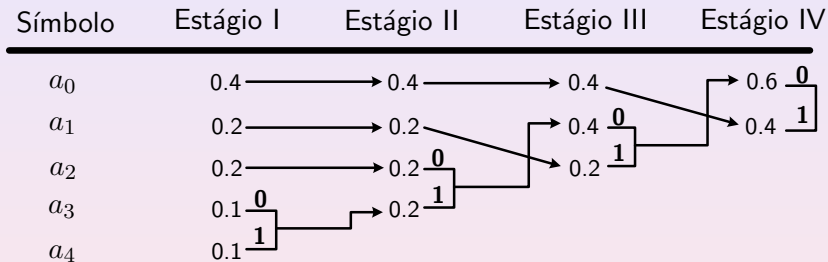 Símbolo Estágio I Estágio II Estágio III Estágio IV
a0 0.4 0.4 0.4 0.6 0
a1 0.2 0.2 0.4 0 0.4 1
a2 0.2 0.2 0 0.2 1
a3 0.1 0 0.2 1
a4 0.1 1